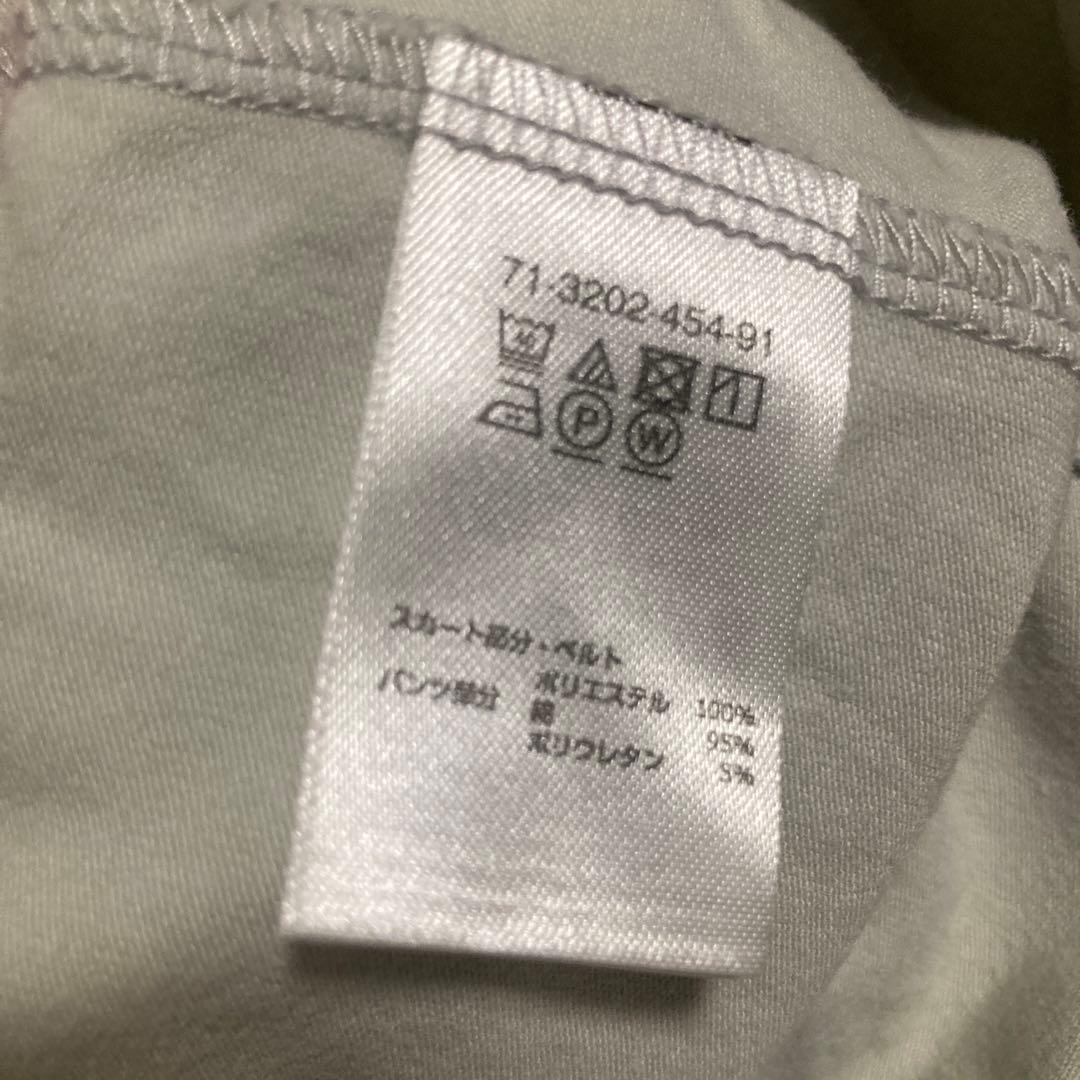 71-3202-454-91
40
P W
スカート部分・ベルト
ポリエステル 100%
パンツ部分 綿 95%
ポリウレタン 5%